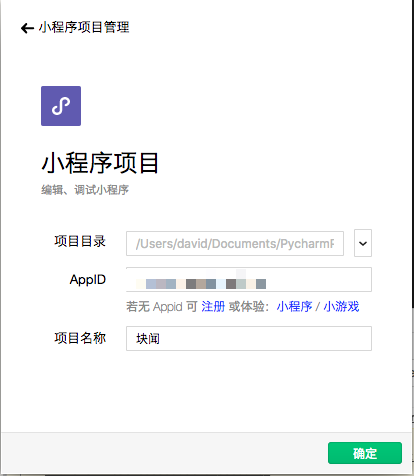 小程序项目管理
小程序项目
编辑、调试小程序
项目目录 /Users/david/Documents/PycharmP
AppID
若无 Appid 可 注册 或体验: 小程序 / 小游戏
项目名称 块闻
确定